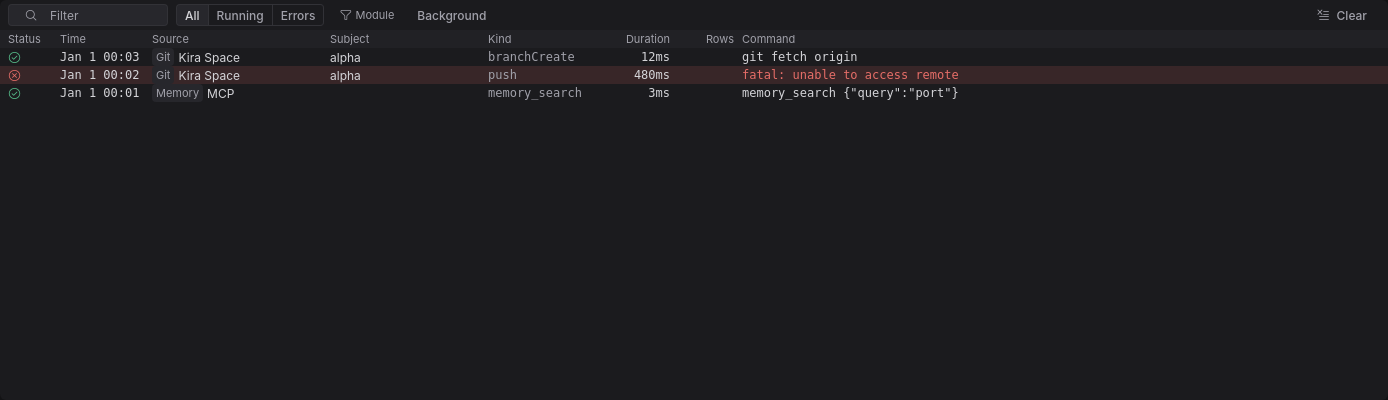 Filter All Running Errors Module Background Clear
Status Time Source Subject Kind Duration Rows Command
Jan 1 00:03 Git Kira Space alpha branchCreate 12ms git fetch origin
Jan 1 00:02 Git Kira Space alpha push 480ms fatal: unable to access remote
Jan 1 00:01 Memory MCP memory_search 3ms memory_search {"query":"port"}